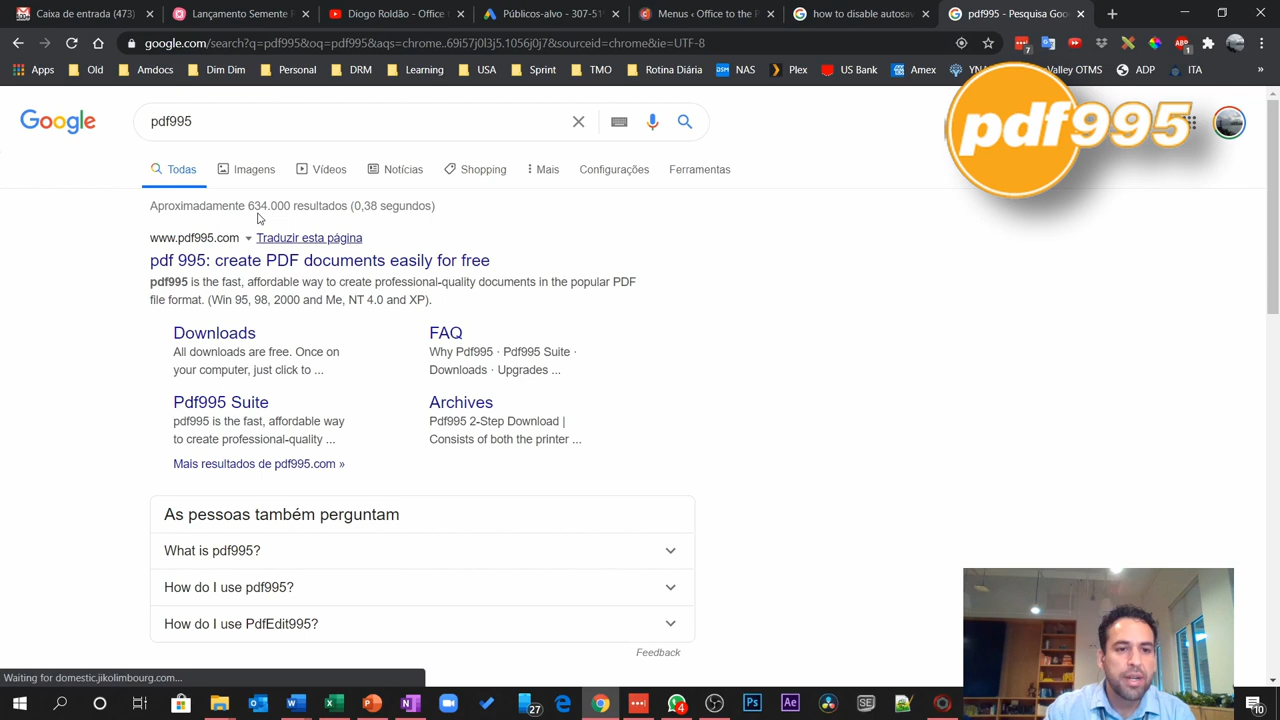 Caixa de entrada (473)
Lançamento
Diogo Roldão - Office t
Públicos-alvo - 307-51
Menus ‹ Office to the P
how to disable autosav
pdf995 - Pesquisa Goo
google.com/search?q=pdf995&oq=pdf995&aqs=chrome...69i57j0l3j5.1056j0j7&sourceid=chrome&ie=UTF-8
Apps Old Personal Office Learning USA Sprint TMO Rotina Diária NAS Plex US Bank Amex Valley OTMS ADP ITA
pdf995
Google
pdf995
Todas Imagens Vídeos Notícias Shopping Mais Configurações Ferramentas
Aproximadamente 634.000 resultados (0,38 segundos)
www.pdf995.com Traduzir esta página
pdf 995: create PDF documents easily for free
pdf995 is the fast, affordable way to create professional-quality documents in the popular PDF
file format. (Win 95, 98, 2000 and Me, NT 4.0 and XP).
Downloads
All downloads are free. Once on
your computer, just click to ...
FAQ
Why Pdf995 · Pdf995 Suite ·
Downloads · Upgrades ...
Pdf995 Suite
pdf995 is the fast, affordable way
to create professional-quality ...
Archives
Pdf995 2-Step Download |
Consists of both the printer ...
Mais resultados de pdf995.com »
As pessoas também perguntam
What is pdf995?
How do I use pdf995?
How do I use PdfEdit995?
Feedback
Waiting for domestic.jikolimbourg.com...